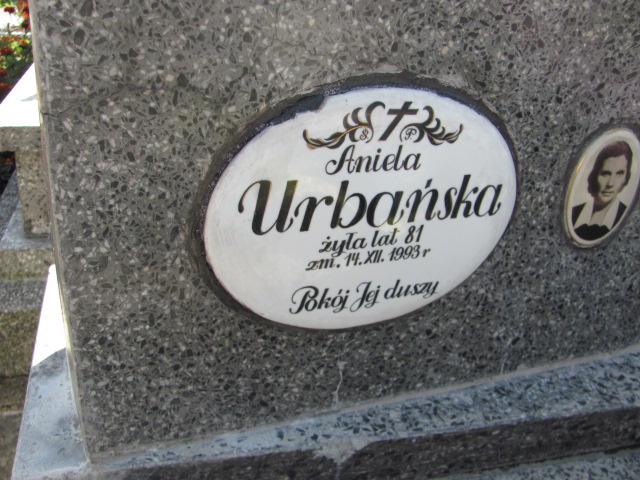 Ś. P.
Aniela
Urbańska
żyła lat 81
zm. 14.XII.1993 r
Pokój Jej duszy